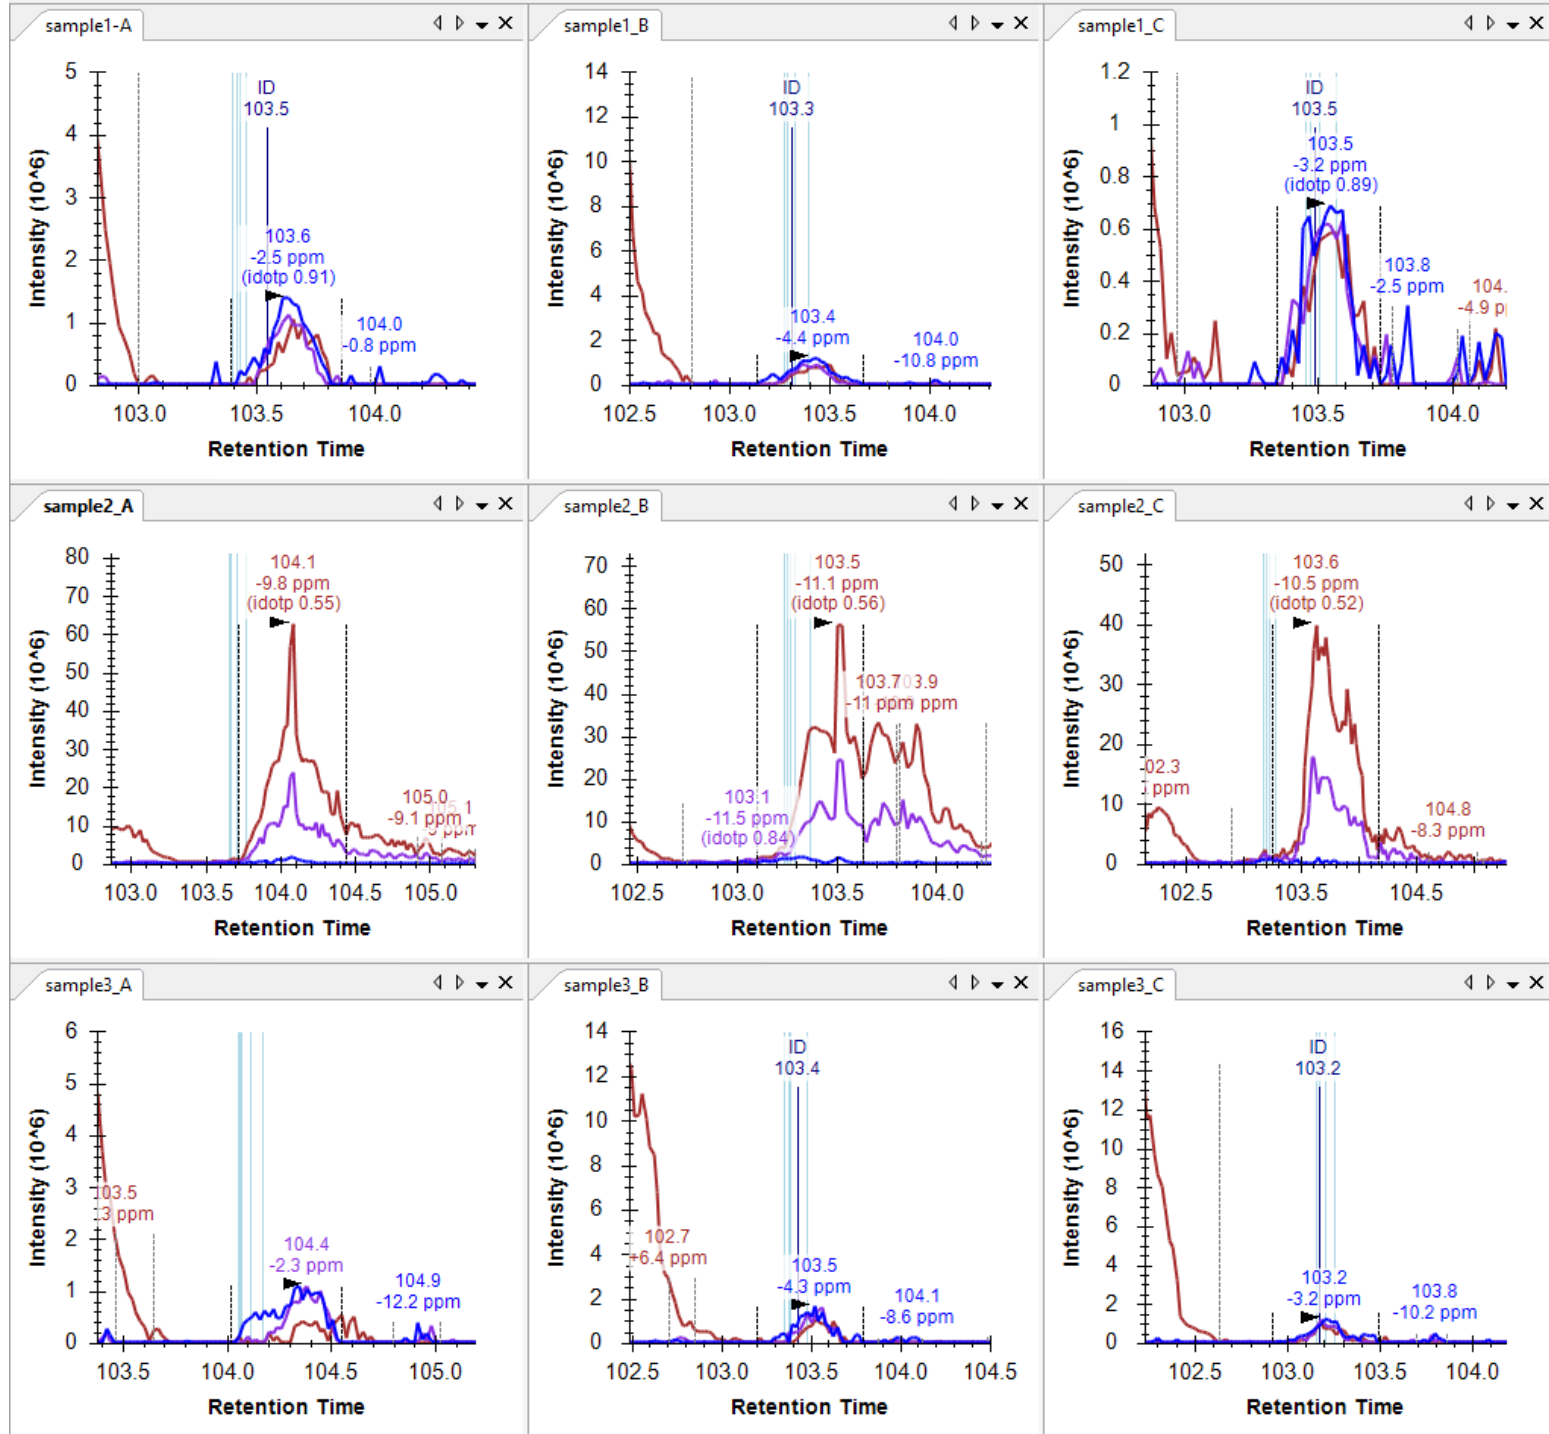 sample1-A
Intensity (10^6)
5
4
3
2
1
0
ID
103.5
103.6
-2.5 ppm
(idotp 0.91)
104.0
-0.8 ppm
103.0 103.5 104.0
Retention Time
sample1_B
Intensity (10^6)
14
12
10
8
6
4
2
0
ID
103.3
103.4
-4.4 ppm
104.0
-10.8 ppm
102.5 103.0 103.5 104.0
Retention Time
sample1_C
Intensity (10^6)
1.2
1
0.8
0.6
0.4
0.2
0
ID
103.5
103.5
-3.2 ppm
(idotp 0.89)
103.8
-2.5 ppm
104.
-4.9 p
103.0 103.5 104.0
Retention Time
sample2_A
Intensity (10^6)
80
70
60
50
40
30
20
10
0
104.1
-9.8 ppm
(idotp 0.55)
105.0
-9.1 ppm
103.0 103.5 104.0 104.5 105.0
Retention Time
sample2_B
Intensity (10^6)
70
60
50
40
30
20
10
0
103.5
-11.1 ppm
(idotp 0.56)
103.7
103.9
-11 ppm
ppm
103.1
-11.5 ppm
(idotp 0.84)
102.5 103.0 103.5 104.0
Retention Time
sample2_C
Intensity (10^6)
50
40
30
20
10
0
103.6
-10.5 ppm
(idotp 0.52)
02.3
ppm
104.8
-8.3 ppm
102.5 103.5 104.5
Retention Time
sample3_A
Intensity (10^6)
6
5
4
3
2
1
0
03.5
.3 ppm
104.4
-2.3 ppm
104.9
-12.2 ppm
103.5 104.0 104.5 105.0
Retention Time
sample3_B
Intensity (10^6)
14
12
10
8
6
4
2
0
ID
103.4
102.7
+6.4 ppm
103.5
-4.3 ppm
104.1
-8.6 ppm
102.5 103.0 103.5 104.0 104.5
Retention Time
sample3_C
Intensity (10^6)
16
14
12
10
8
6
4
2
0
ID
103.2
103.2
-3.2 ppm
103.8
-10.2 ppm
102.5 103.0 103.5 104.0
Retention Time